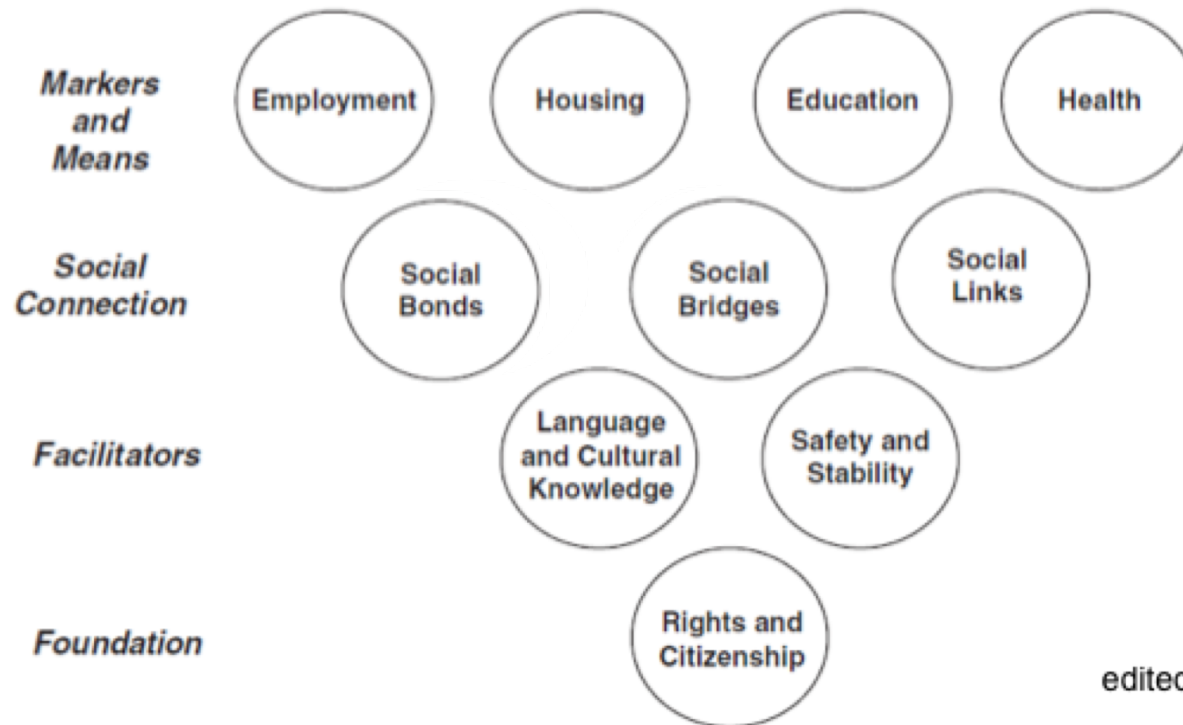 Markers
and
Means
Employment
Housing
Education
Health
Social
Connection
Social
Bonds
Social
Bridges
Social
Links
Facilitators
Language
and Cultural
Knowledge
Safety and
Stability
Foundation
Rights and
Citizenship
edited